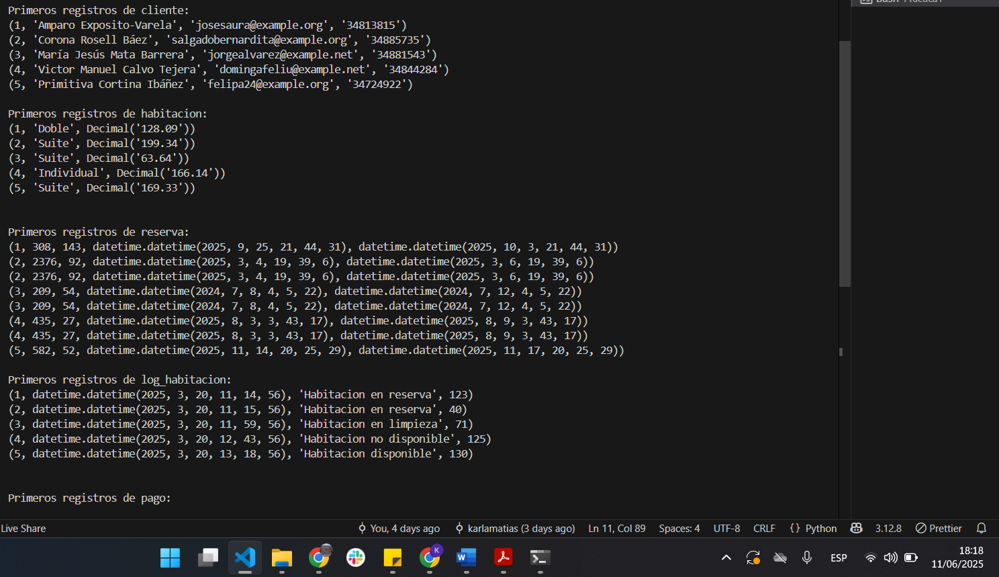 Primeros registros de cliente:
(1, 'Amparo Exposito-Varela', 'josesaura@example.org', '34813815')
(2, 'Corona Rosell Báez', 'salgadobernardita@example.org', '34885735')
(3, 'María Jesús Mata Barrera', 'jorgealvarez@example.net', '34881543')
(4, 'Victor Manuel Calvo Tejera', 'domingafeliu@example.net', '34844284')
(5, 'Primitiva Cortina Ibáñez', 'felipa24@example.org', '34724922')
Primeros registros de habitacion:
(1, 'Doble', Decimal('128.09'))
(2, 'Suite', Decimal('199.34'))
(3, 'Suite', Decimal('63.64'))
(4, 'Individual', Decimal('166.14'))
(5, 'Suite', Decimal('169.33'))
Primeros registros de reserva:
(1, 308, 143, datetime.datetime(2025, 9, 25, 21, 44, 31), datetime.datetime(2025, 10, 3, 21, 44, 31))
(2, 2376, 92, datetime.datetime(2025, 3, 4, 19, 39, 6), datetime.datetime(2025, 3, 6, 19, 39, 6))
(2, 2376, 92, datetime.datetime(2025, 3, 4, 19, 39, 6), datetime.datetime(2025, 3, 6, 19, 39, 6))
(3, 209, 54, datetime.datetime(2024, 7, 8, 4, 5, 22), datetime.datetime(2024, 7, 12, 4, 5, 22))
(3, 209, 54, datetime.datetime(2024, 7, 8, 4, 5, 22), datetime.datetime(2024, 7, 12, 4, 5, 22))
(4, 435, 27, datetime.datetime(2025, 8, 3, 3, 43, 17), datetime.datetime(2025, 8, 9, 3, 43, 17))
(4, 435, 27, datetime.datetime(2025, 8, 3, 3, 43, 17), datetime.datetime(2025, 8, 9, 3, 43, 17))
(5, 582, 52, datetime.datetime(2025, 11, 14, 20, 25, 29), datetime.datetime(2025, 11, 17, 20, 25, 29))
Primeros registros de log_habitacion:
(1, datetime.datetime(2025, 3, 20, 11, 14, 56), 'Habitacion en reserva', 123)
(2, datetime.datetime(2025, 3, 20, 11, 15, 56), 'Habitacion en reserva', 40)
(3, datetime.datetime(2025, 3, 20, 11, 59, 56), 'Habitacion en limpieza', 71)
(4, datetime.datetime(2025, 3, 20, 12, 43, 56), 'Habitacion no disponible', 125)
(5, datetime.datetime(2025, 3, 20, 13, 18, 56), 'Habitacion disponible', 130)
Primeros registros de pago:
Live Share You, 4 days ago karlamatias (3 days ago) Ln 11, Col 89 Spaces: 4 UTF-8 CRLF {} Python 3.12.8 Prettier
K
W
ESP
18:18
11/06/2025